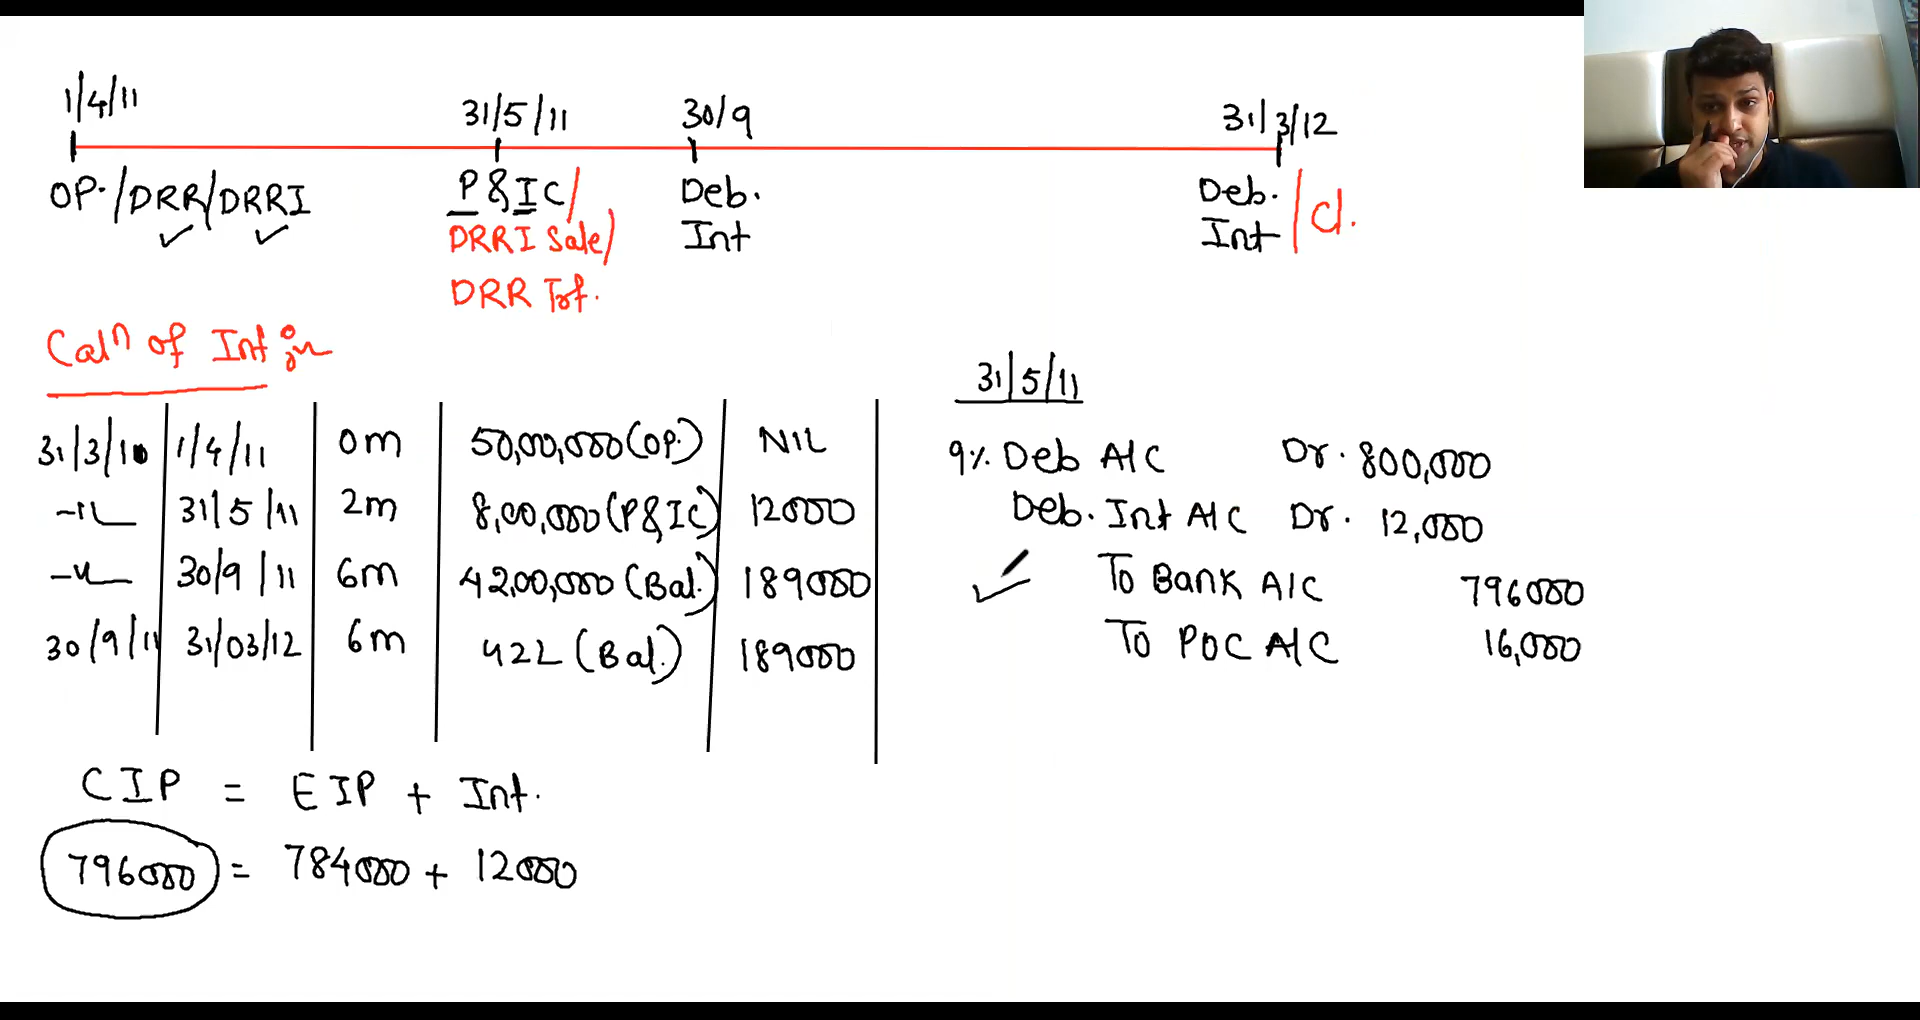 1/4/11 31/5/11 30/9 31/3/12
OP./DRR/DRRI P&IC/ Deb. Deb. /Cl.
DRRI Sale/ Int Int
DRR Trf.
Calⁿ of Int :-
31/5/11
31/3/10 1/4/11 0m 50,00,000 (OP.) NIL
-11- 31/5/11 2m 8,00,000 (P&IC) 12000
-11- 30/9/11 6m 4200,000 (Bal.) 189000
30/9/11 31/03/12 6m 42L (Bal.) 189000
9% Deb A/C Dr. 800,000
Deb. Int A/C Dr. 12,000
To Bank A/C 796000
To POC A/C 16,000
CIP = EIP + Int.
796000 = 784000 + 12000